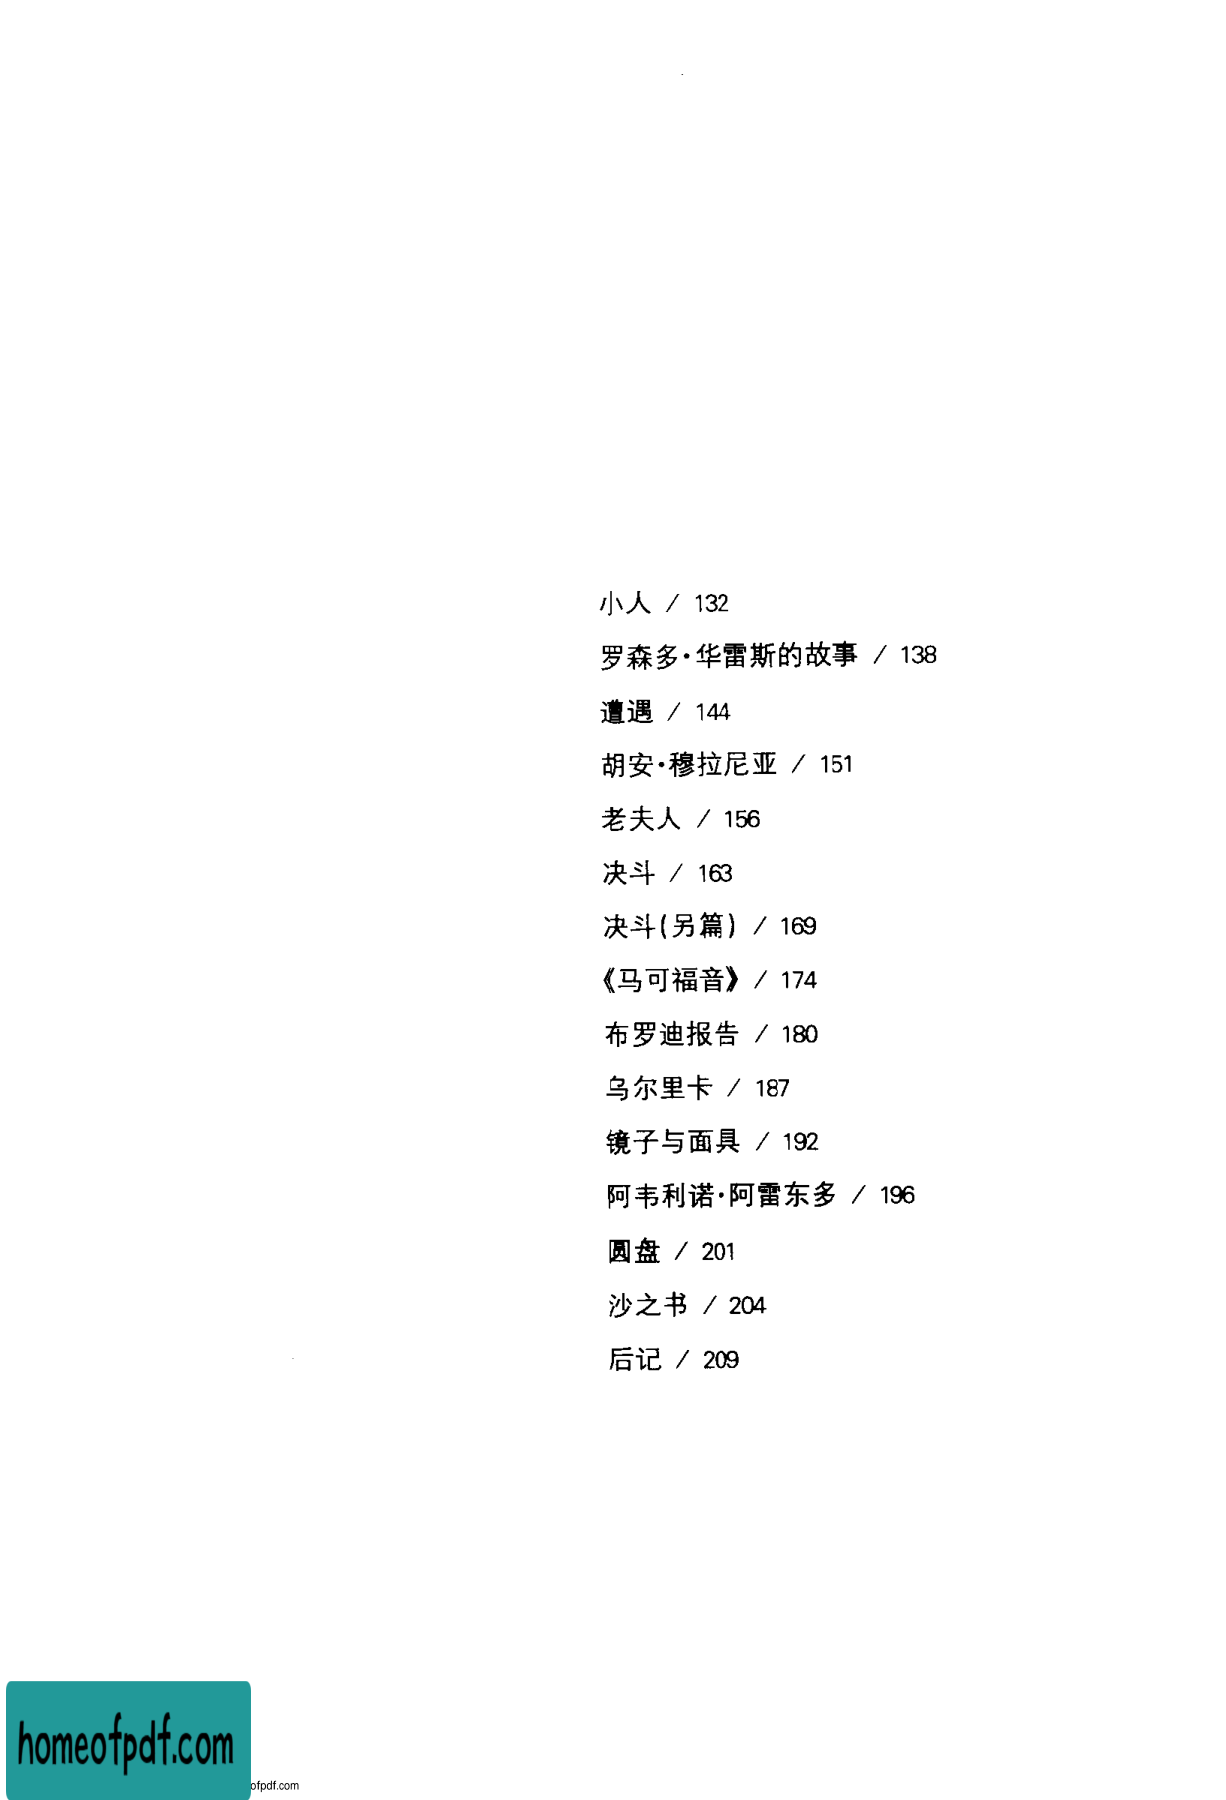 小人 / 132
罗森多·华雷斯的故事 / 138
遭遇 / 144
胡安·穆拉尼亚 / 151
老夫人 / 156
决斗 / 163
决斗(另篇) / 169
《马可福音》 / 174
布罗迪报告 / 180
乌尔里卡 / 187
镜子与面具 / 192
阿韦利诺·阿雷东多 / 196
圆盘 / 201
沙之书 / 204
后记 / 209
homeofpdf.com
ofpdf.com